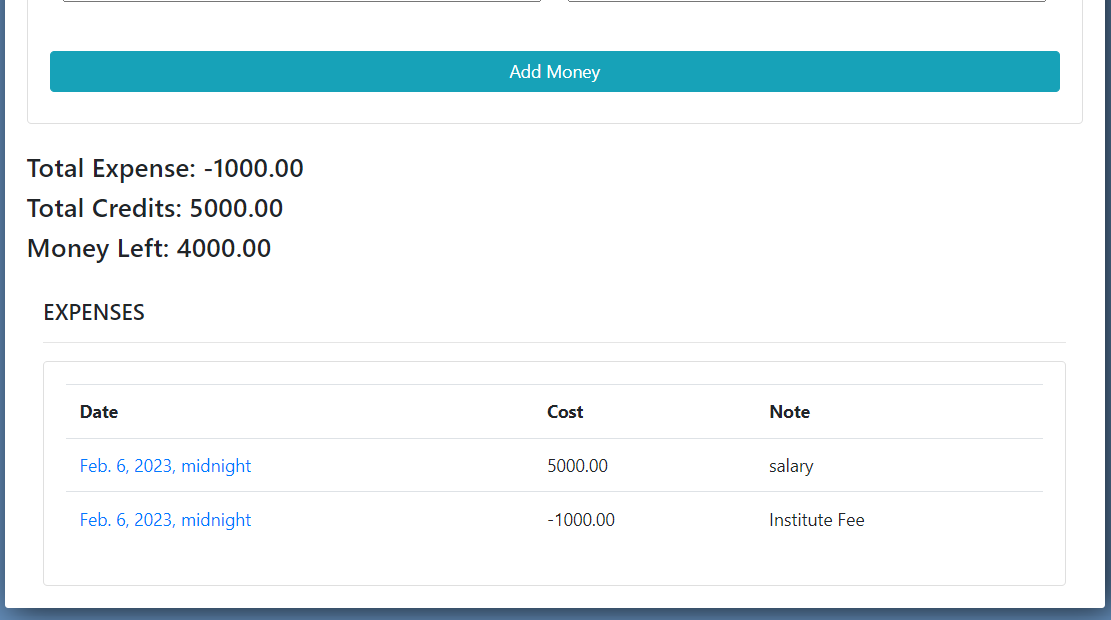 Add Money
Total Expense: -1000.00
Total Credits: 5000.00
Money Left: 4000.00
EXPENSES
Date Cost Note
Feb. 6, 2023, midnight 5000.00 salary
Feb. 6, 2023, midnight -1000.00 Institute Fee